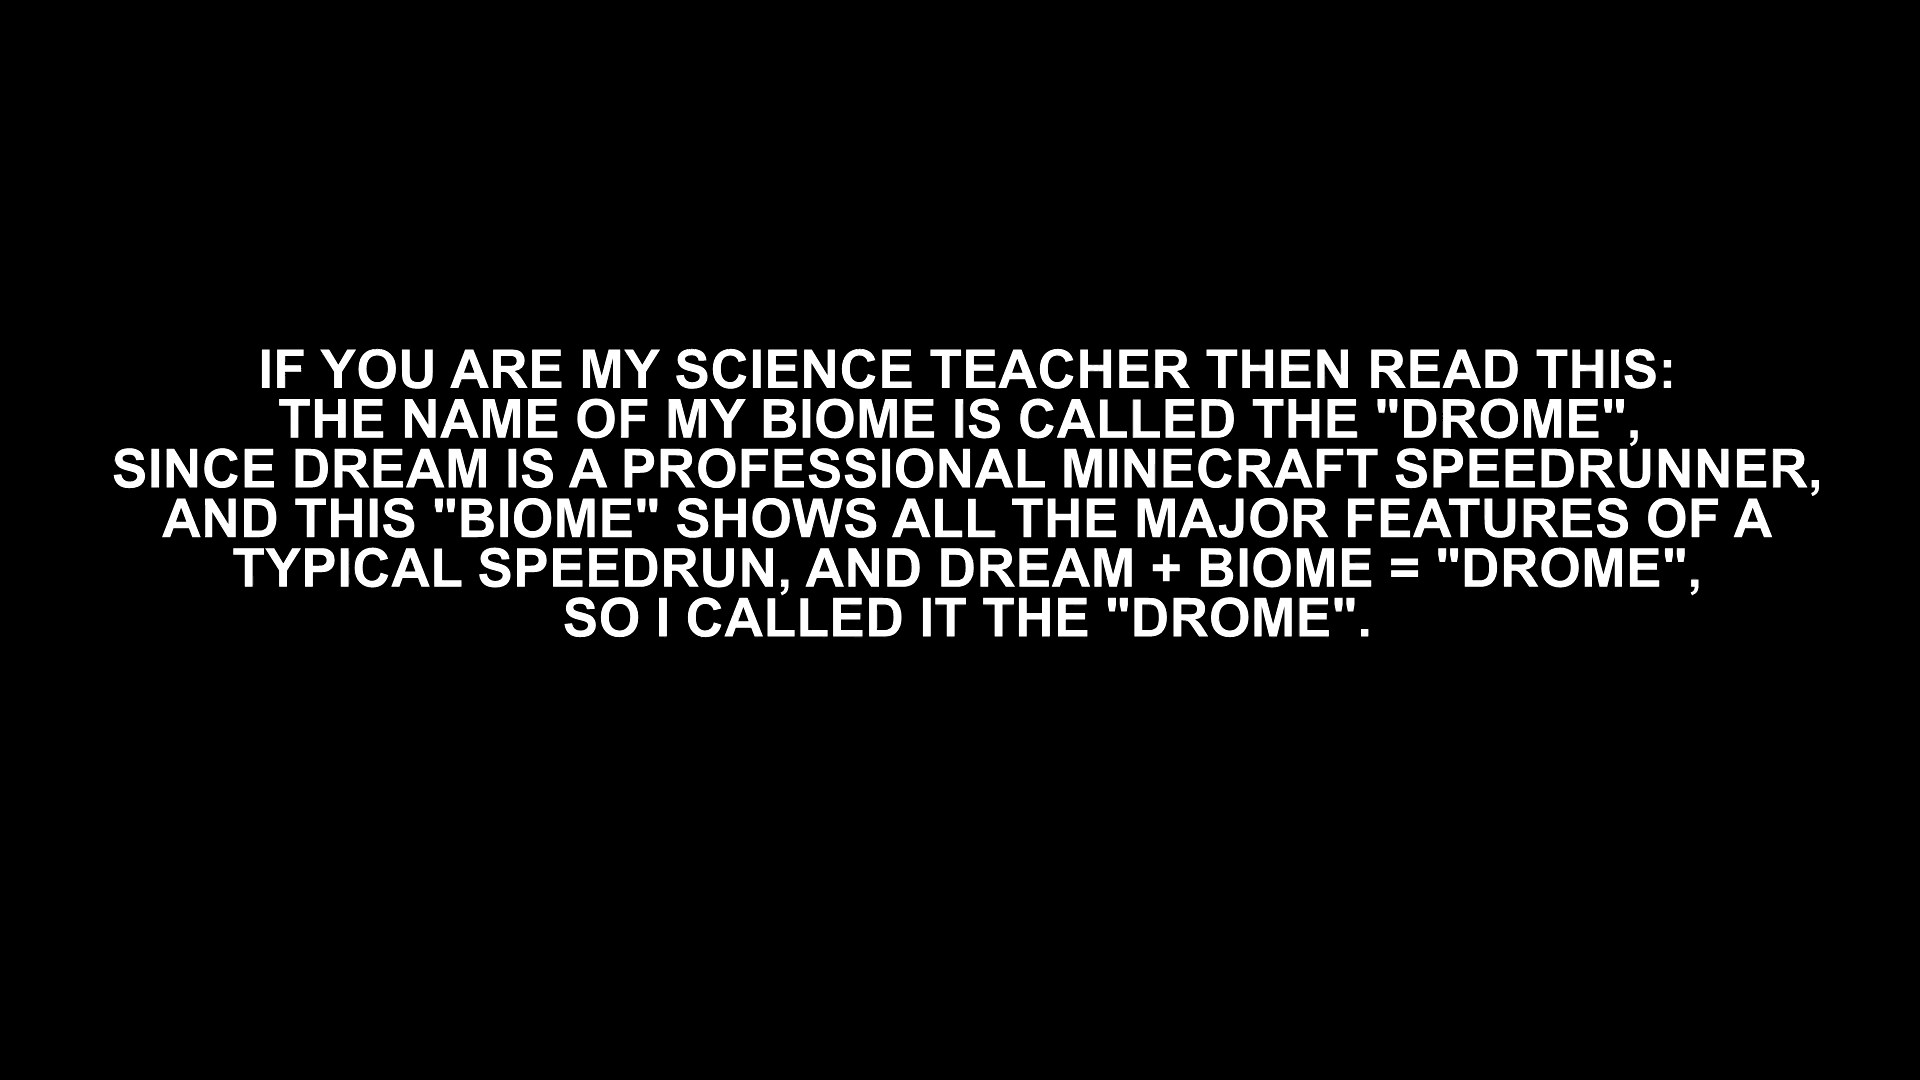 IF YOU ARE MY SCIENCE TEACHER THEN READ THIS:
THE NAME OF MY BIOME IS CALLED THE "DROME",
SINCE DREAM IS A PROFESSIONAL MINECRAFT SPEEDRUNNER,
AND THIS "BIOME" SHOWS ALL THE MAJOR FEATURES OF A
TYPICAL SPEEDRUN, AND DREAM + BIOME = "DROME",
SO I CALLED IT THE "DROME".